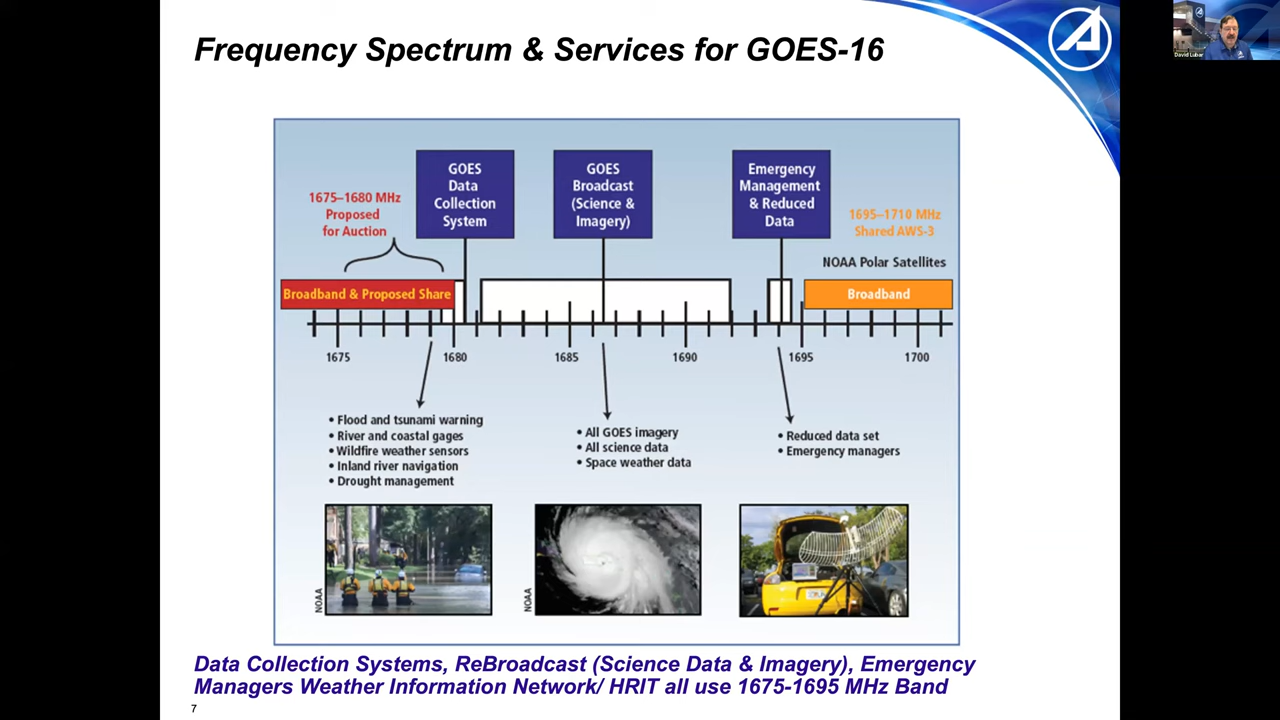 Frequency Spectrum & Services for GOES-16
David Lubar
GOES
Data
Collection
System
GOES
Broadcast
(Science &
Imagery)
Emergency
Management
& Reduced
Data
1675–1680 MHz
Proposed
for Auction
1695–1710 MHz
Shared AWS-3
NOAA Polar Satellites
Broadband & Proposed Share
Broadband
1675
1680
1685
1690
1695
1700
• Flood and tsunami warning
• River and coastal gages
• Wildfire weather sensors
• Inland river navigation
• Drought management
• All GOES imagery
• All science data
• Space weather data
• Reduced data set
• Emergency managers
NOAA
NOAA
Data Collection Systems, ReBroadcast (Science Data & Imagery), Emergency
Managers Weather Information Network/ HRIT all use 1675-1695 MHz Band
7